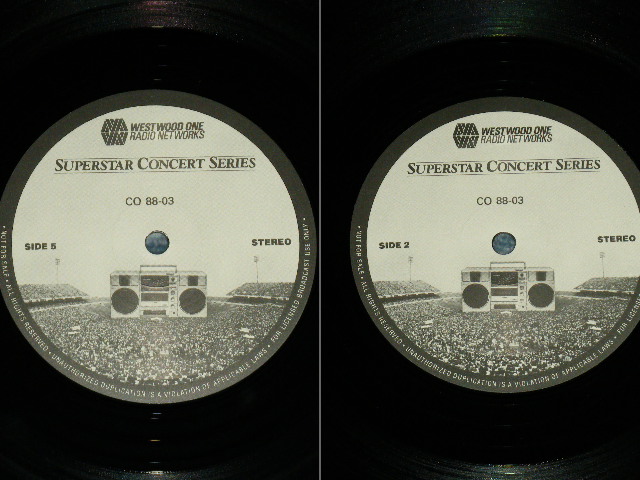 WESTWOOD ONE
RADIO NETWORKS
SUPERSTAR CONCERT SERIES
CO 88-03
SIDE 5
STEREO
• NOT FOR SALE • ALL RIGHTS RESERVED • UNAUTHORIZED DUPLICATION IS A VIOLATION OF APPLICABLE LAWS • FOR LICENSED BROADCAST USE ONLY •
WESTWOOD ONE
RADIO NETWORKS
SUPERSTAR CONCERT SERIES
CO 88-03
SIDE 2
STEREO
• NOT FOR SALE • ALL RIGHTS RESERVED • UNAUTHORIZED DUPLICATION IS A VIOLATION OF APPLICABLE LAWS • FOR